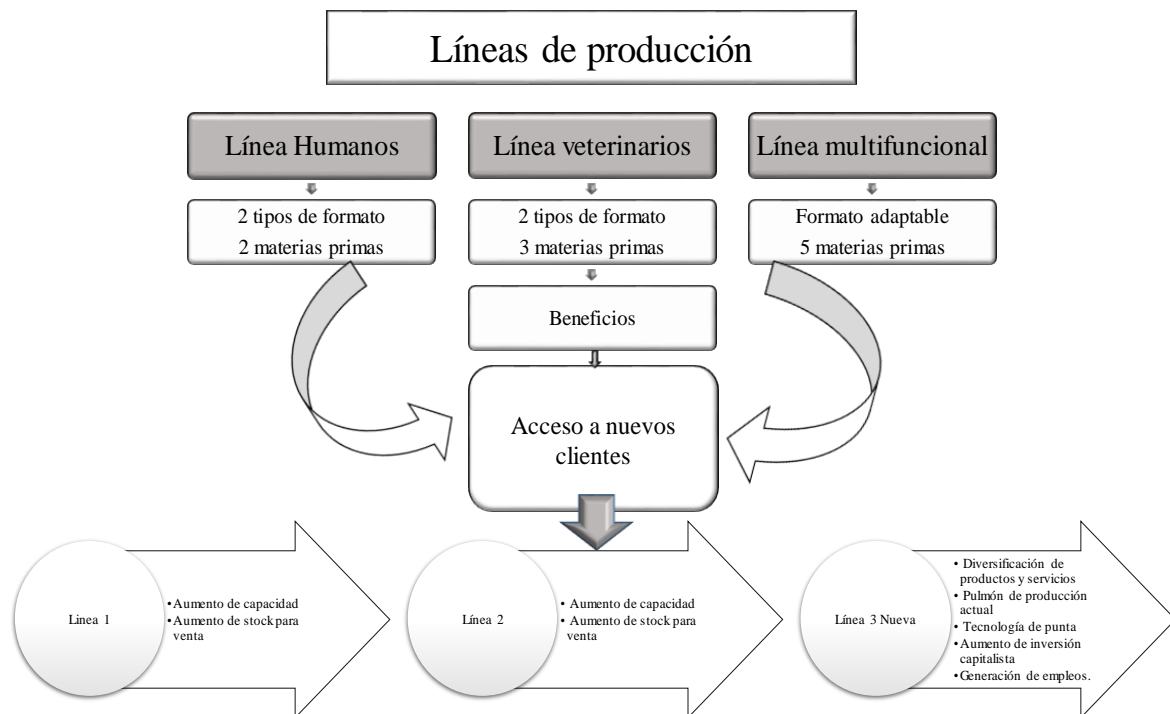 Líneas de producción
Línea Humanos
Línea veterinarios
Línea multifuncional
2 tipos de formato
2 materias primas
2 tipos de formato
3 materias primas
Formato adaptable
5 materias primas
Beneficios
Acceso a nuevos
clientes
Linea 1
•Aumento de capacidad
•Aumento de stock para
venta
Línea 2
• Aumento de capacidad
• Aumento de stock para
venta
Línea 3 Nueva
• Diversificación de
productos y servicios
• Pulmón de producción
actual
• Tecnología de punta
•Aumento de inversión
capitalista
•Generación de empleos.